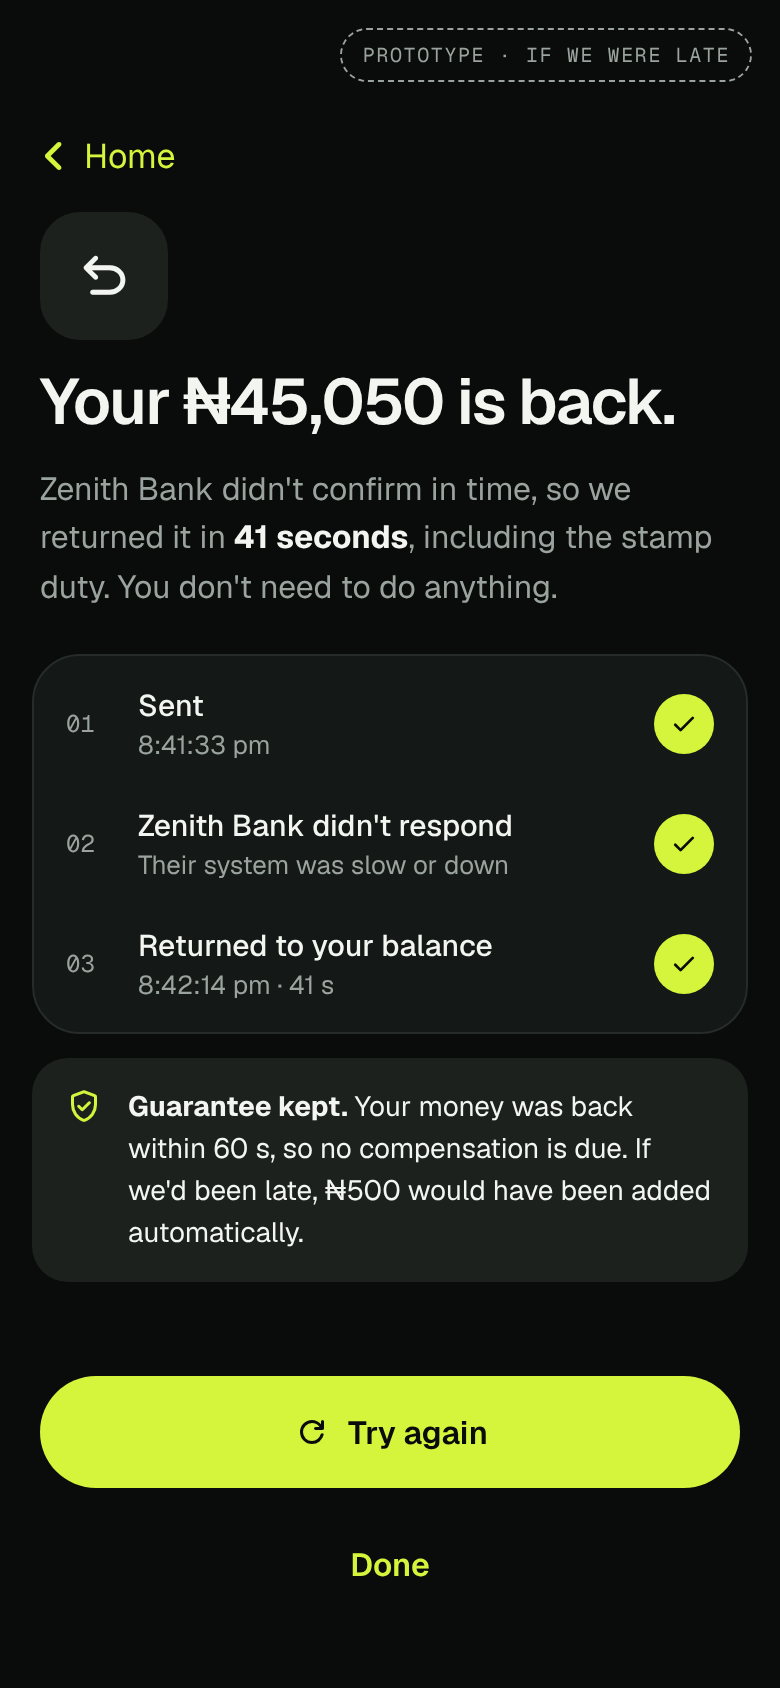 PROTOTYPE · IF WE WERE LATE
Home
Your ₦45,050 is back.
Zenith Bank didn't confirm in time, so we
returned it in 41 seconds, including the stamp
duty. You don't need to do anything.
01
Sent
8:41:33 pm
02
Zenith Bank didn't respond
Their system was slow or down
03
Returned to your balance
8:42:14 pm · 41 s
Guarantee kept. Your money was back
within 60 s, so no compensation is due. If
we'd been late, ₦500 would have been added
automatically.
Try again
Done